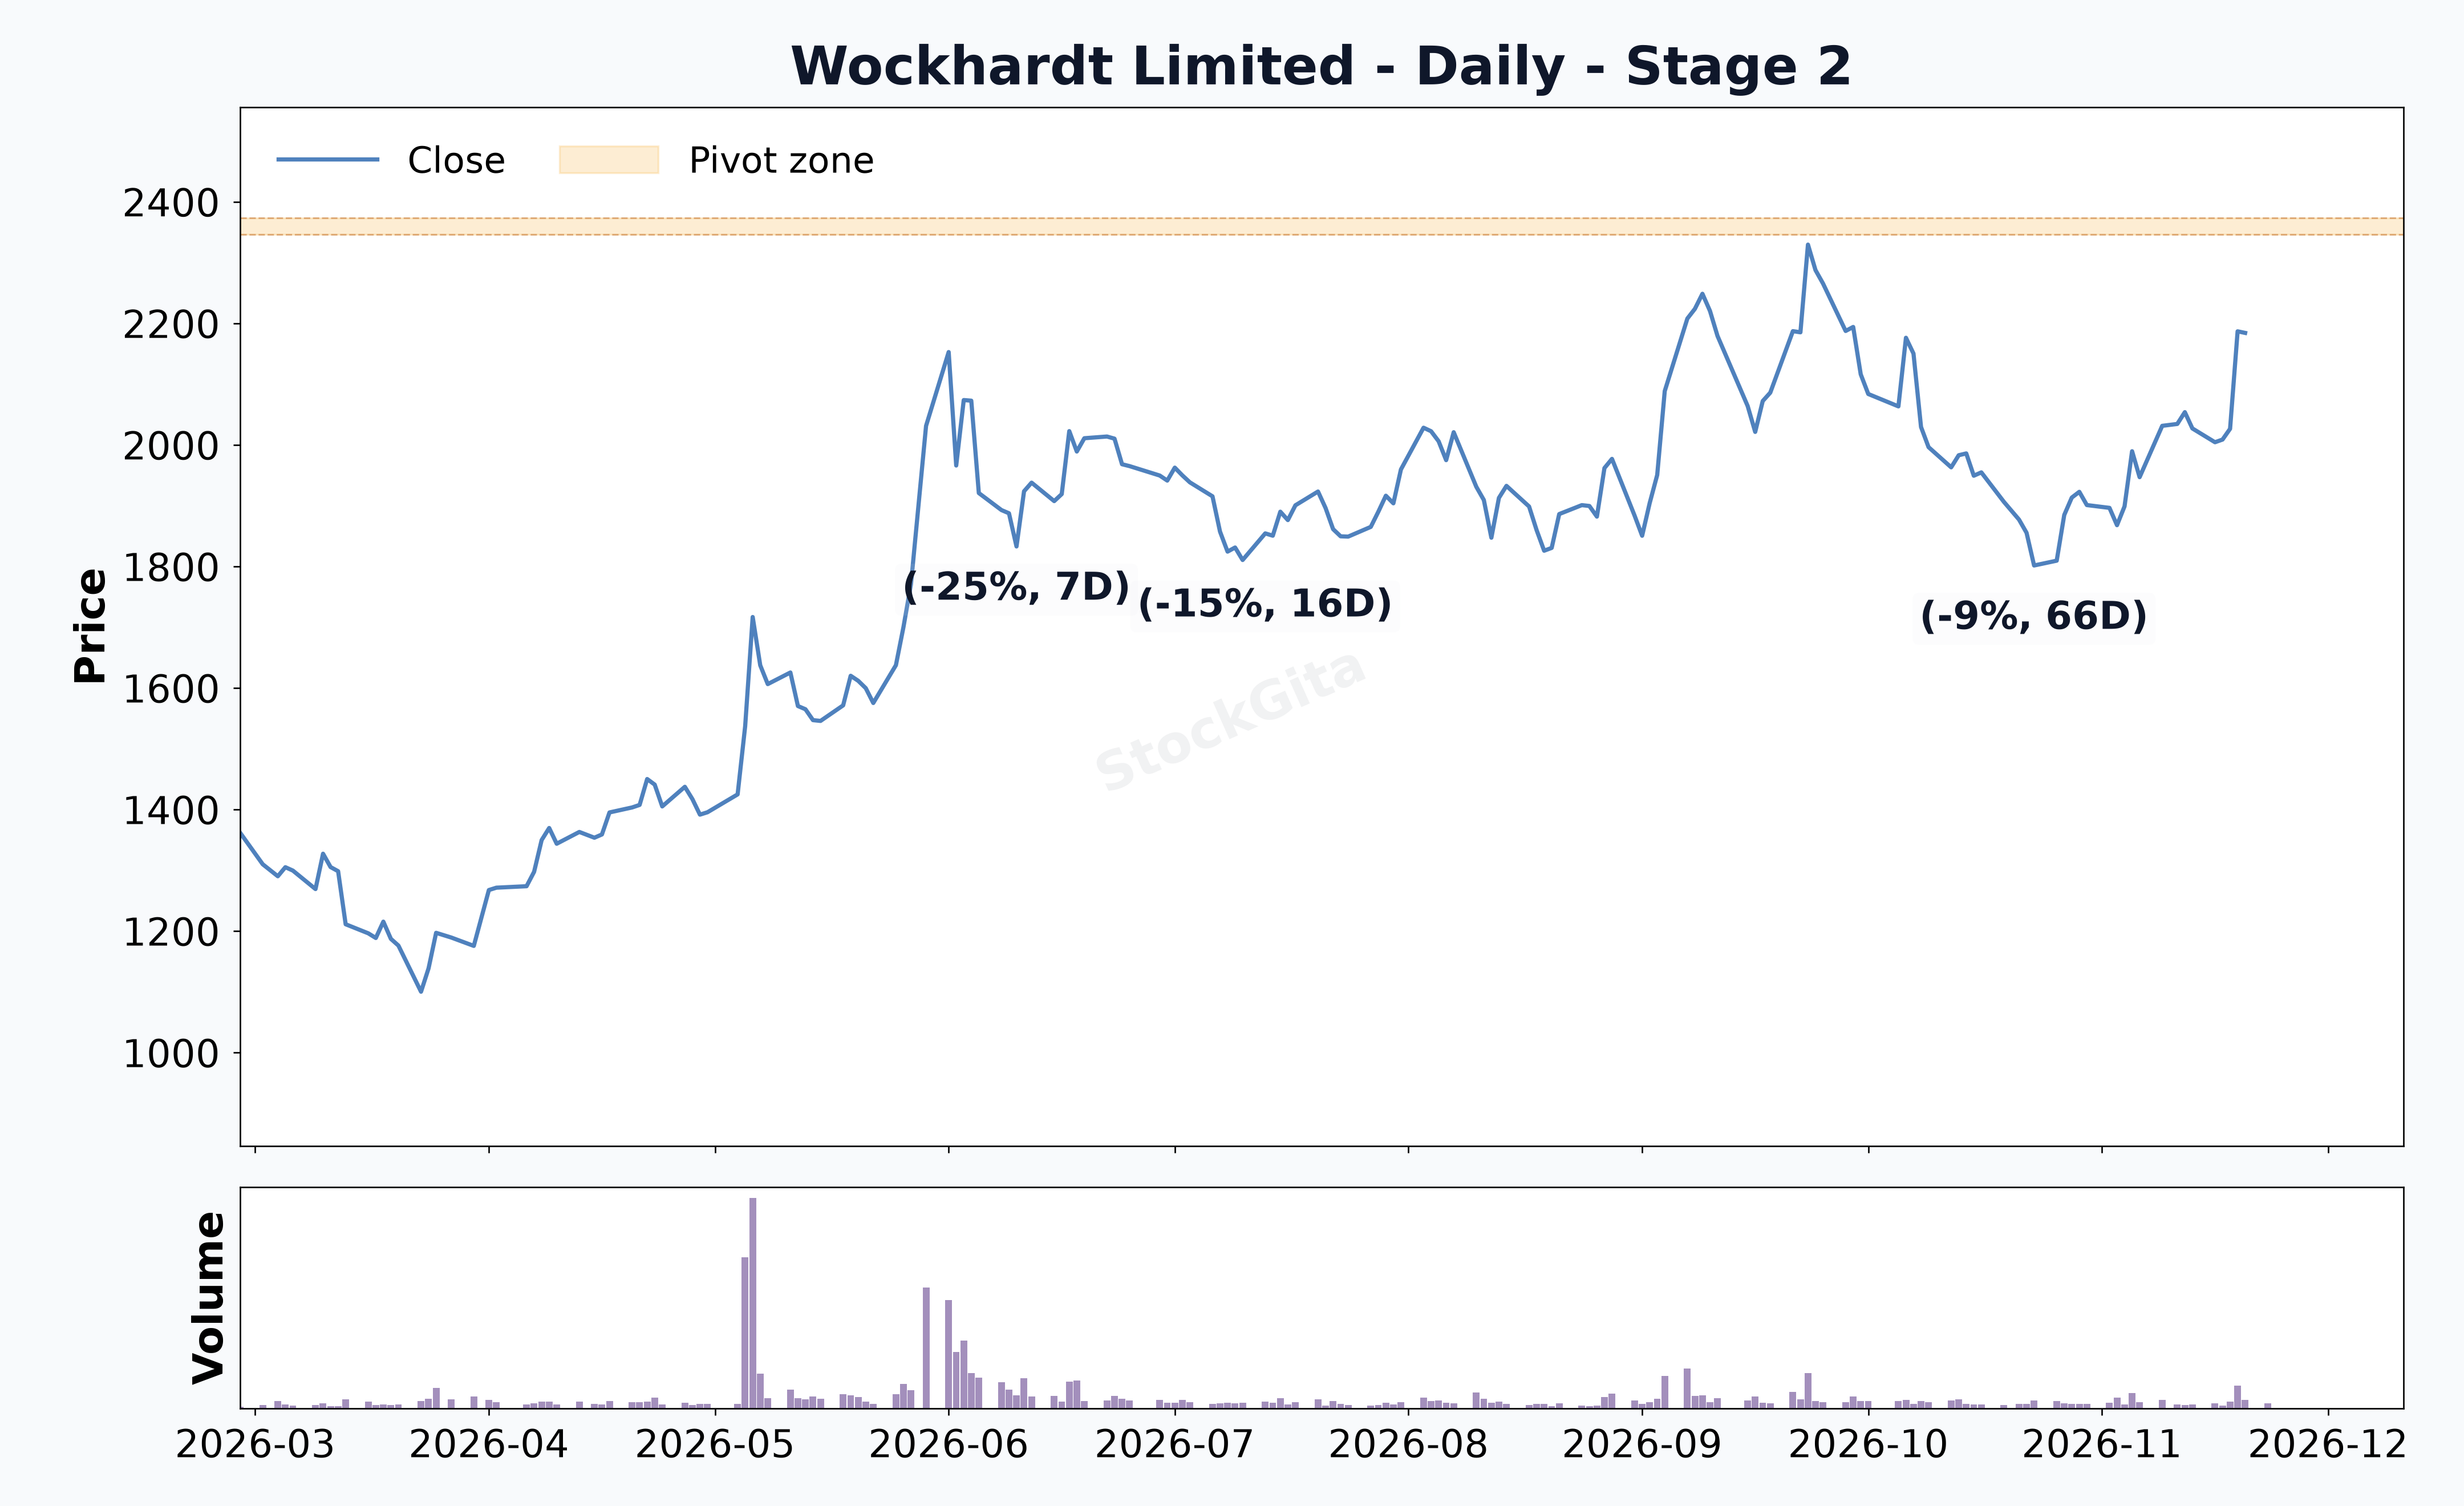 Wockhardt Limited - Daily - Stage 2
Close
Pivot zone
Price
2400
2200
2000
1800
1600
1400
1200
1000
(-25%, 7D)
(-15%, 16D)
(-9%, 66D)
StockGita
Volume
2026-03
2026-04
2026-05
2026-06
2026-07
2026-08
2026-09
2026-10
2026-11
2026-12